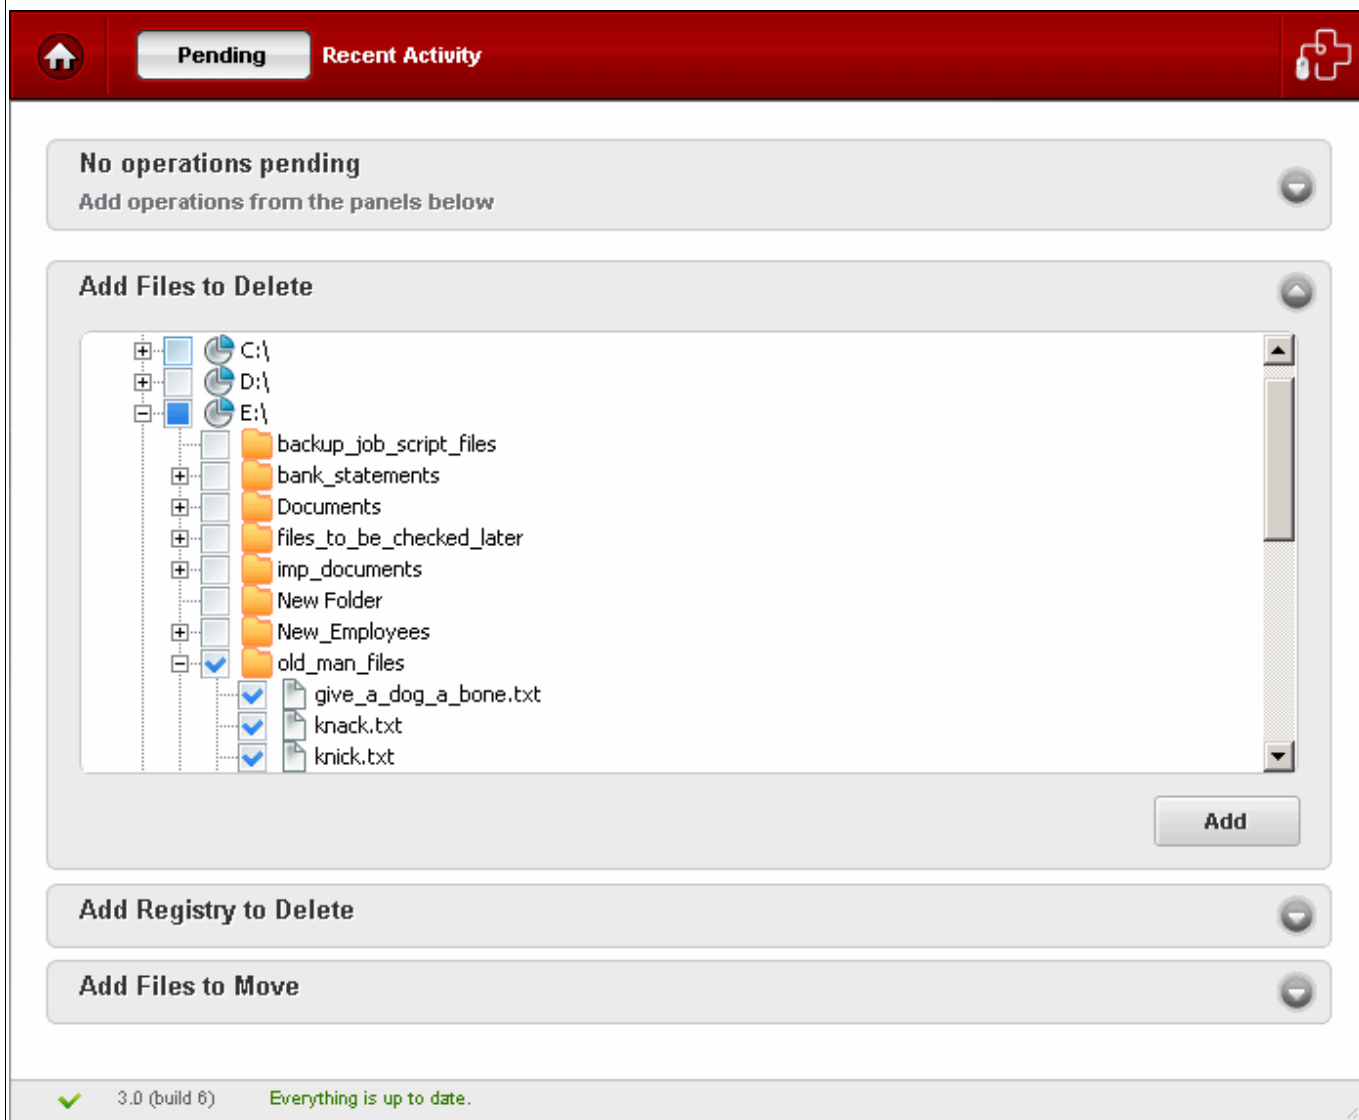 Pending Recent Activity
No operations pending
Add operations from the panels below
Add Files to Delete
C:\
D:\
E:\
backup_job_script_files
bank_statements
Documents
files_to_be_checked_later
imp_documents
New Folder
New_Employees
old_man_files
give_a_dog_a_bone.txt
knack.txt
knick.txt
Add
Add Registry to Delete
Add Files to Move
3.0 (build 6) Everything is up to date.